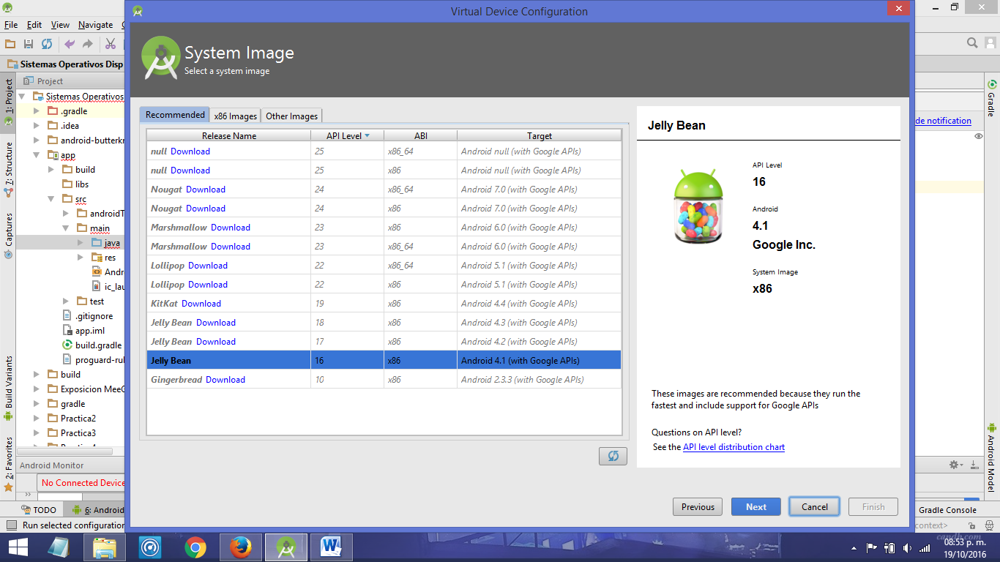 Virtual Device Configuration
File Edit View Navigate
System Image
Select a system image
Sistemas Operativos Disp
Project
Recommended x86 Images Other Images
Release Name API Level ABI Target
null Download 25 x86_64 Android null (with Google APIs)
null Download 25 x86 Android null (with Google APIs)
Nougat Download 24 x86_64 Android 7.0 (with Google APIs)
Nougat Download 24 x86 Android 7.0 (with Google APIs)
Marshmallow Download 23 x86 Android 6.0 (with Google APIs)
Marshmallow Download 23 x86_64 Android 6.0 (with Google APIs)
Lollipop Download 22 x86_64 Android 5.1 (with Google APIs)
Lollipop Download 22 x86 Android 5.1 (with Google APIs)
KitKat Download 19 x86 Android 4.4 (with Google APIs)
Jelly Bean Download 18 x86 Android 4.3 (with Google APIs)
Jelly Bean Download 17 x86 Android 4.2 (with Google APIs)
Jelly Bean 16 x86 Android 4.1 (with Google APIs)
Gingerbread Download 10 x86 Android 2.3.3 (with Google APIs)
Jelly Bean
API Level
16
Android
4.1
Google Inc.
System Image
x86
These images are recommended because they run the
fastest and include support for Google APIs
Questions on API level?
See the API level distribution chart
Previous Next Cancel Finish
1: Project
7: Structure
Captures
Build Variants
2: Favorites
Sistemas Operativos
.gradle
.idea
android-butterkn
app
build
libs
src
androidT
main
java
res
Andr
ic_lau
test
.gitignore
app.iml
build.gradle
proguard-rul
build
Exposicion MeeG
gradle
Practica2
Practica3
Android Monitor
No Connected Device
TODO 6: Android
Run selected configuration
de notification
Gradle
Android Model
Gradle Console
context>
candh.com
08:53 p. m.
19/10/2016